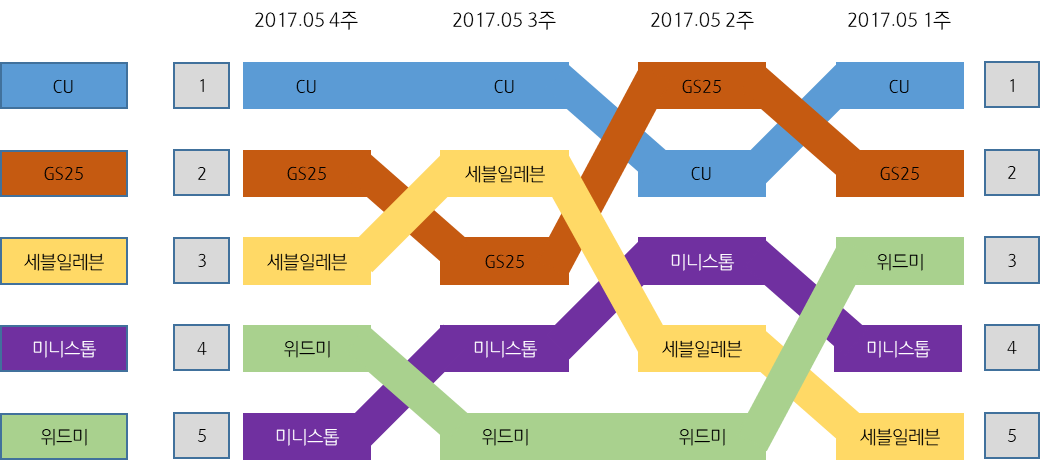 2017.05 4주 2017.05 3주 2017.05 2주 2017.05 1주
CU 1 CU CU GS25 CU 1
GS25 2 GS25 세블일레븐 CU GS25 2
세블일레븐 3 세블일레븐 GS25 미니스톱 위드미 3
미니스톱 4 위드미 미니스톱 세블일레븐 미니스톱 4
위드미 5 미니스톱 위드미 위드미 세블일레븐 5